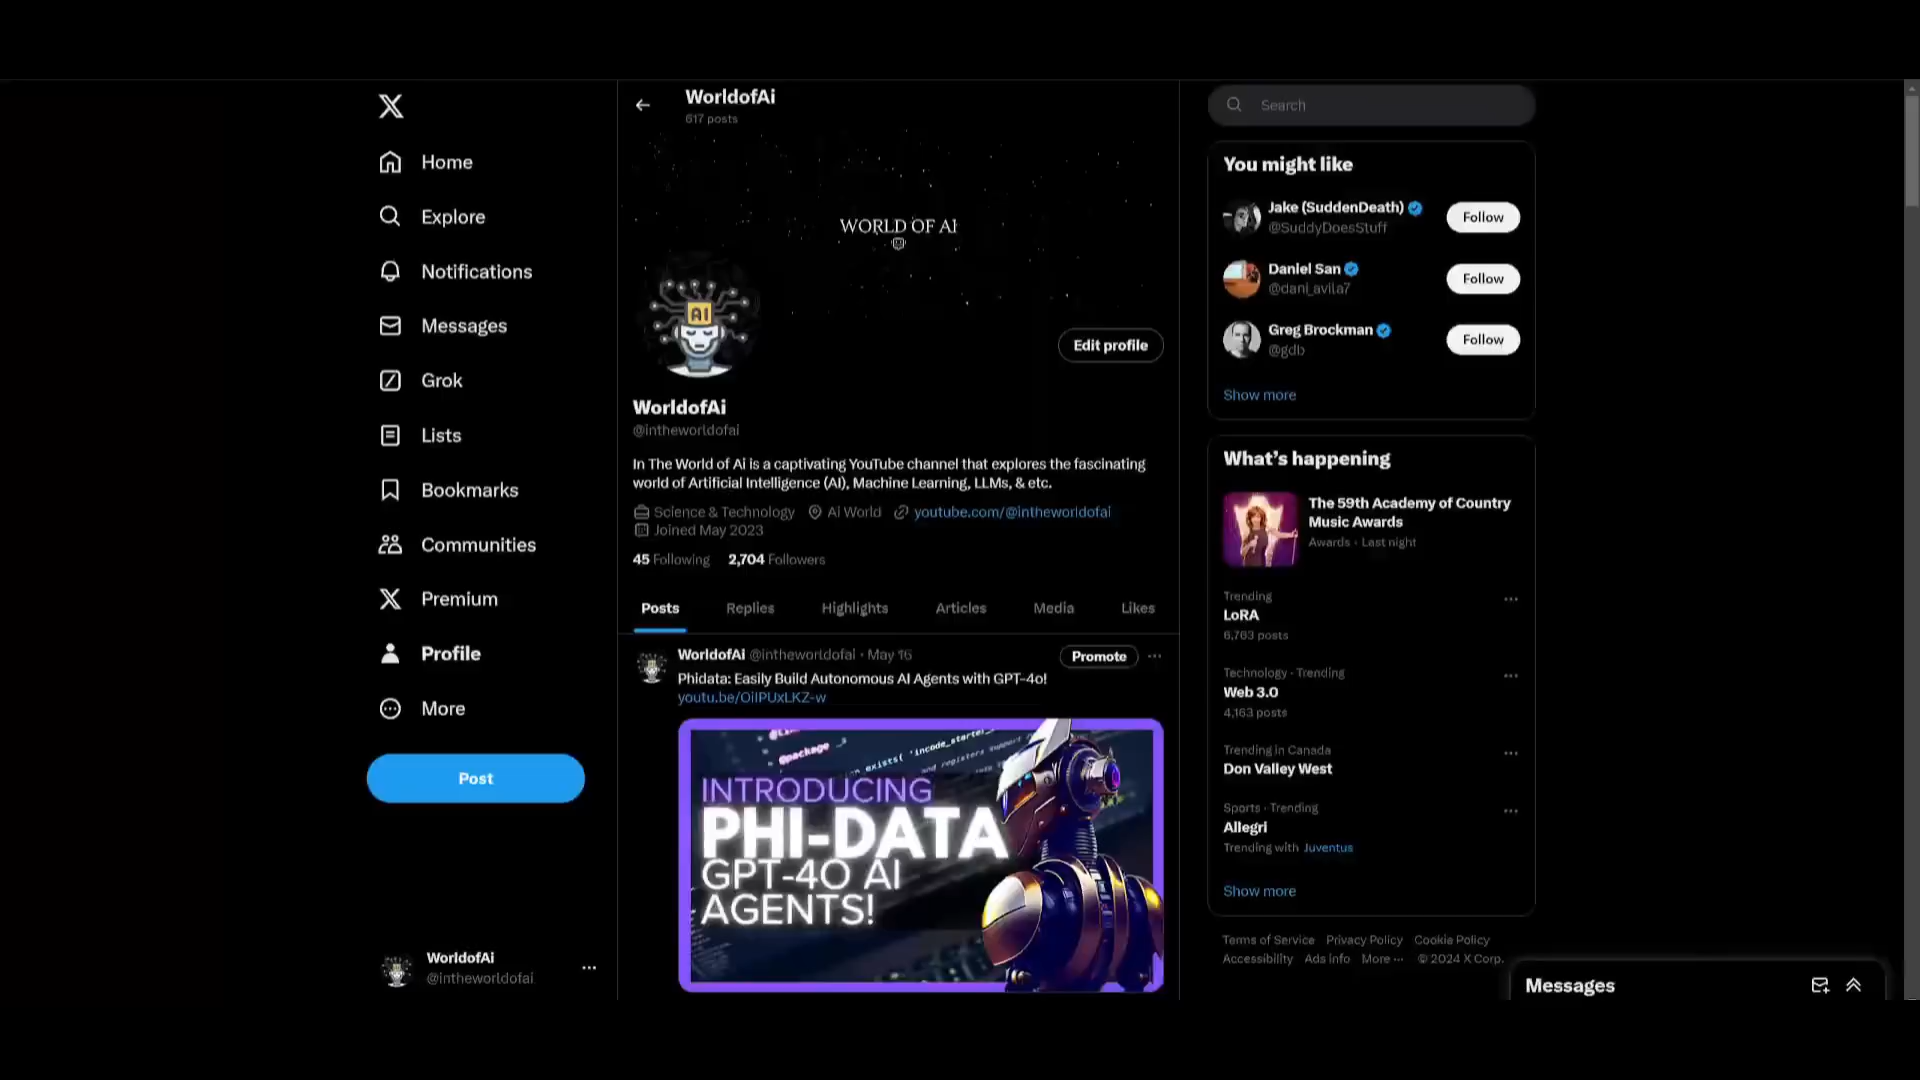 Home
Explore
Notifications
Messages
Grok
Lists
Bookmarks
Communities
Premium
Profile
More
Post
WorldofAi
@intheworldofai
WorldofAi
617 posts
WORLD OF AI
AI
Edit profile
WorldofAi
@intheworldofai
In The World of Ai is a captivating YouTube channel that explores the fascinating
world of Artificial Intelligence (AI), Machine Learning, LLMs, & etc.
Science & Technology Ai World youtube.com/@intheworldofai
Joined May 2023
45 Following 2,704 Followers
Posts Replies Highlights Articles Media Likes
WorldofAi @intheworldofai · May 16
Promote
Phidata: Easily Build Autonomous AI Agents with GPT-4o!
youtu.be/OiIPUxLKZ-w
@package
INTRODUCING
PHI-DATA
GPT-4O AI
AGENTS!
Search
You might like
Jake (SuddenDeath)
@SuddyDoesStuff
Follow
Daniel San
@dani_avila7
Follow
Greg Brockman
@gdb
Follow
Show more
What's happening
The 59th Academy of Country
Music Awards
Awards · Last night
Trending
LoRA
6,763 posts
Technology · Trending
Web 3.0
4,163 posts
Trending in Canada
Don Valley West
Sports · Trending
Allegri
Trending with Juventus
Show more
Terms of Service Privacy Policy Cookie Policy
Accessibility Ads info More ··· © 2024 X Corp.
Messages